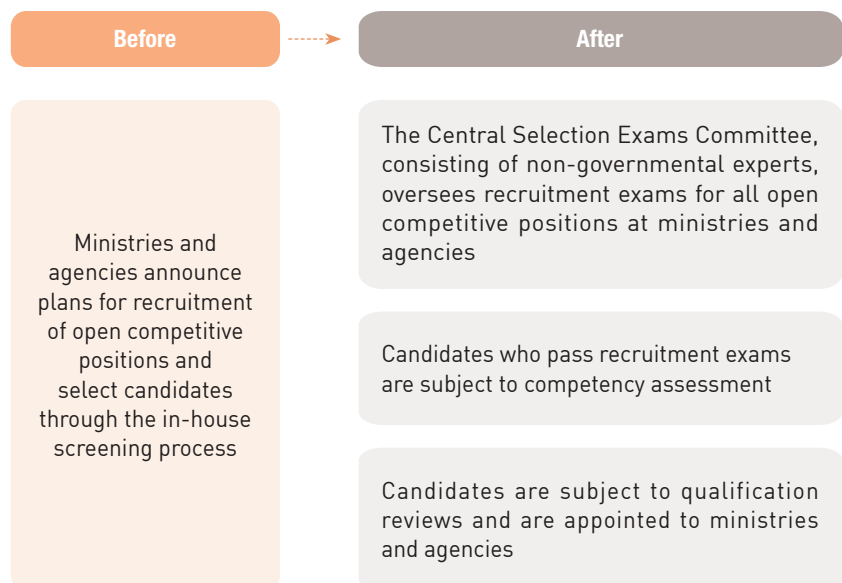 Before
After
Ministries and
agencies announce
plans for recruitment
of open competitive
positions and
select candidates
through the in-house
screening process
The Central Selection Exams Committee,
consisting of non-governmental experts,
oversees recruitment exams for all open
competitive positions at ministries and
agencies
Candidates who pass recruitment exams
are subject to competency assessment
Candidates are subject to qualification
reviews and are appointed to ministries
and agencies